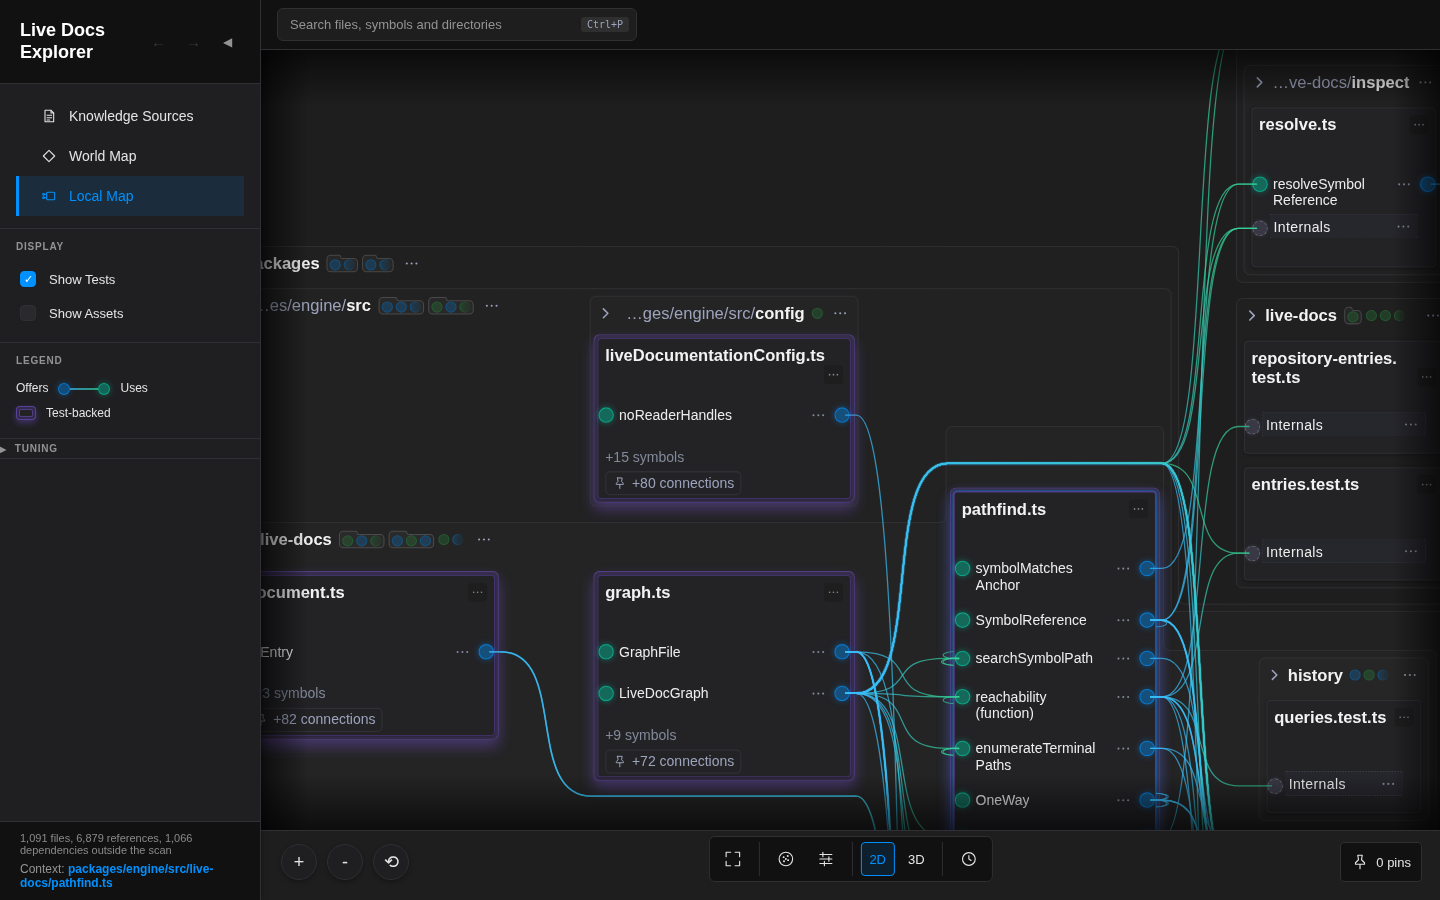 Live Docs
Explorer
Search files, symbols and directories
Ctrl+P
Knowledge Sources
World Map
Local Map
DISPLAY
Show Tests
Show Assets
LEGEND
Offers
Uses
Test-backed
TUNING
1,091 files, 6,879 references, 1,066
dependencies outside the scan
Context: packages/engine/src/live-
docs/pathfind.ts
ackages
…es/engine/src
…ges/engine/src/config
liveDocumentationConfig.ts
noReaderHandles
+15 symbols
+80 connections
live-docs
ocument.ts
Entry
3 symbols
+82 connections
graph.ts
GraphFile
LiveDocGraph
+9 symbols
+72 connections
pathfind.ts
symbolMatches
Anchor
SymbolReference
searchSymbolPath
reachability
(function)
enumerateTerminal
Paths
OneWay
…ve-docs/inspect
resolve.ts
resolveSymbol
Reference
Internals
live-docs
repository-entries.
test.ts
Internals
entries.test.ts
Internals
history
queries.test.ts
Internals
+
-
2D
3D
0 pins